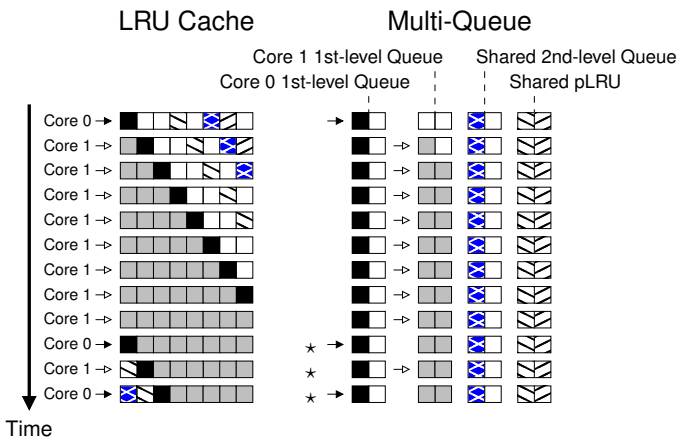 LRU Cache Multi-Queue
Core 1 1st-level Queue Shared 2nd-level Queue
Core 0 1st-level Queue Shared pLRU
Core 0
Core 1
Core 1
Core 1
Core 1
Core 1
Core 1
Core 1
Core 1
Core 0
Core 1
Core 0
Time